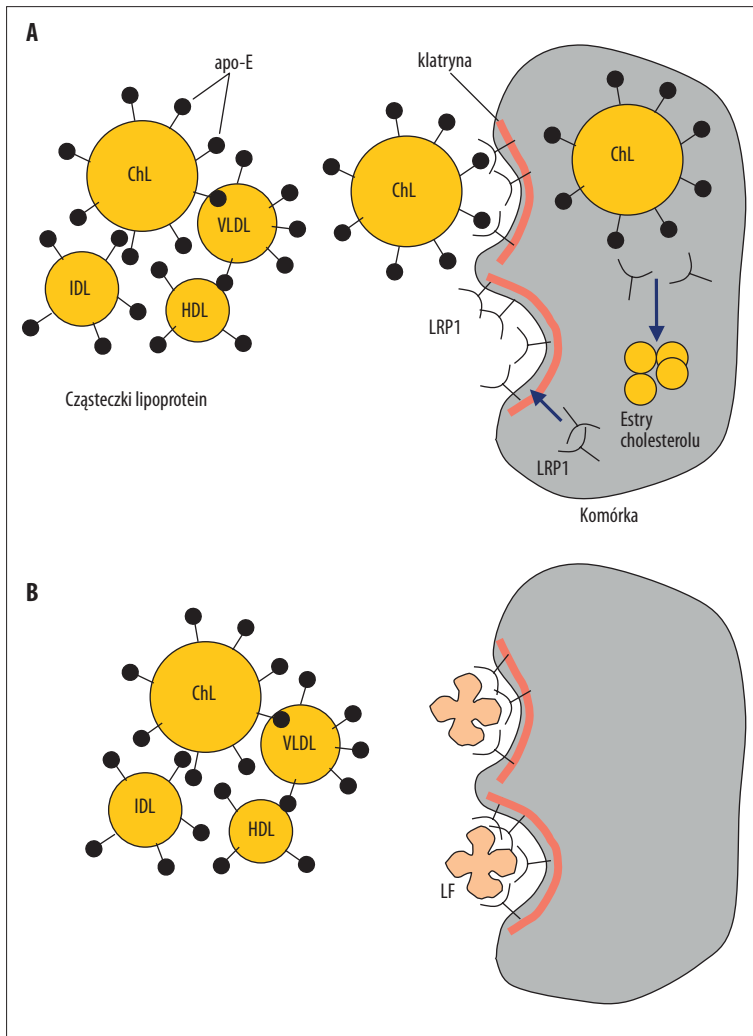 A
apo-E
klatryna
ChL
ChL
ChL
VLDL
IDL
HDL
LRP1
Cząsteczki lipoprotein
Estry
cholesterolu
LRP1
Komórka
B
ChL
VLDL
IDL
HDL
LF